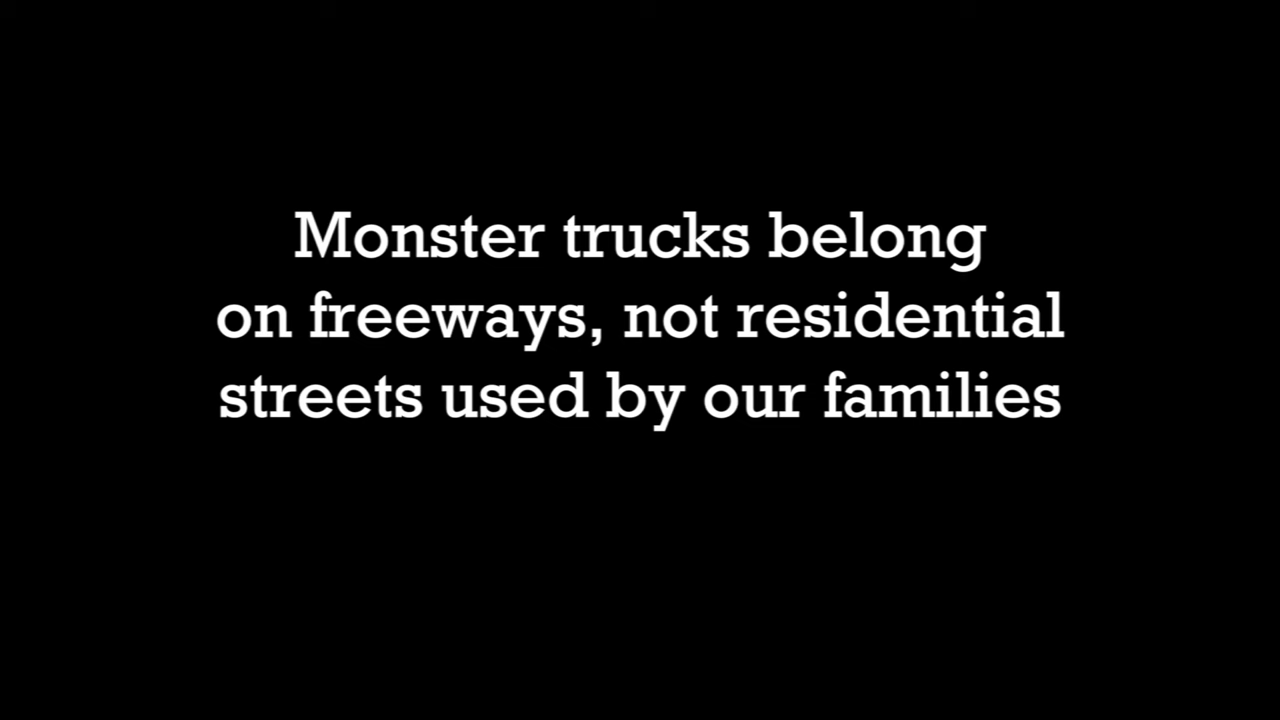 Monster trucks belong
on freeways, not residential
streets used by our families